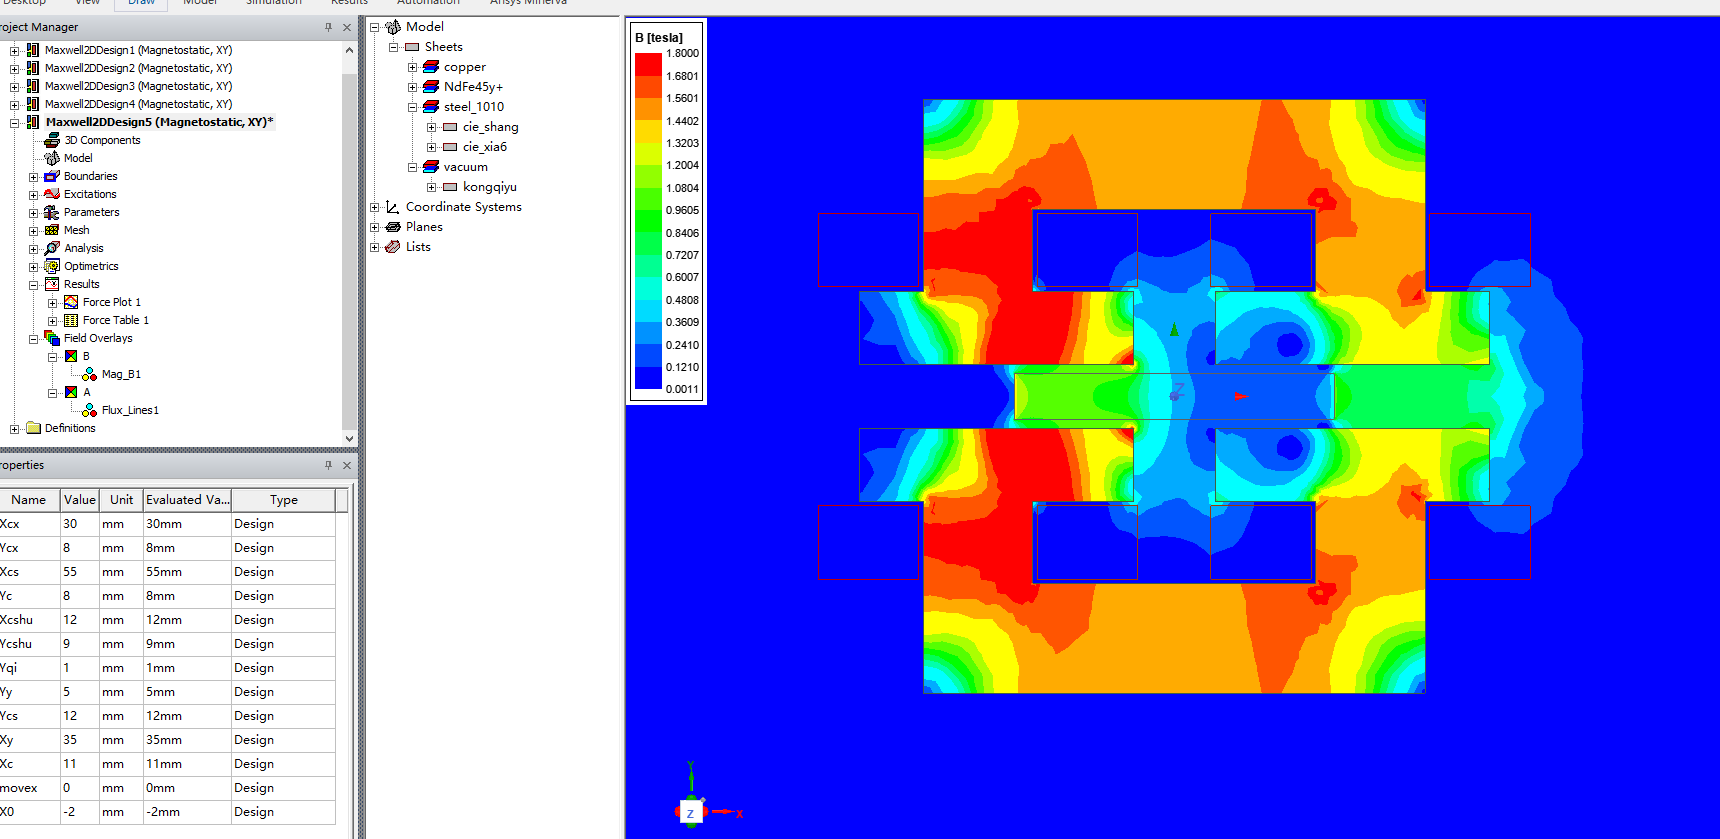 Desktop View Draw Model Simulation Results Automation Ansys Minerva
roject Manager
Maxwell2DDesign1 (Magnetostatic, XY)
Maxwell2DDesign2 (Magnetostatic, XY)
Maxwell2DDesign3 (Magnetostatic, XY)
Maxwell2DDesign4 (Magnetostatic, XY)
Maxwell2DDesign5 (Magnetostatic, XY)*
3D Components
Model
Boundaries
Excitations
Parameters
Mesh
Analysis
Optimetrics
Results
Force Plot 1
Force Table 1
Field Overlays
B
Mag_B1
A
Flux_Lines1
Definitions
roperties
Name Value Unit Evaluated Va... Type
Xcx 30 mm 30mm Design
Ycx 8 mm 8mm Design
Xcs 55 mm 55mm Design
Yc 8 mm 8mm Design
Xcshu 12 mm 12mm Design
Ycshu 9 mm 9mm Design
Yqi 1 mm 1mm Design
Yy 5 mm 5mm Design
Ycs 12 mm 12mm Design
Xy 35 mm 35mm Design
Xc 11 mm 11mm Design
movex 0 mm 0mm Design
X0 -2 mm -2mm Design
Model
Sheets
copper
NdFe45y+
steel_1010
cie_shang
cie_xia6
vacuum
kongqiyu
Coordinate Systems
Planes
Lists
B [tesla]
1.8000
1.6801
1.5601
1.4402
1.3203
1.2004
1.0804
0.9605
0.8406
0.7207
0.6007
0.4808
0.3609
0.2410
0.1210
0.0011
Z
Y
Z
X